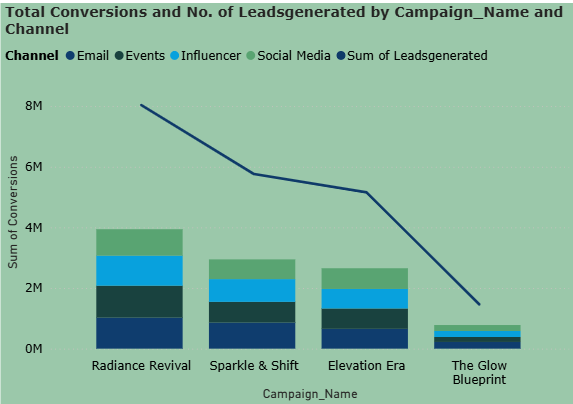 Total Conversions and No. of Leadsgenerated by Campaign_Name and
Channel
Channel Email Events Influencer Social Media Sum of Leadsgenerated
8M
6M
4M
2M
0M
Sum of Conversions
Radiance Revival Sparkle & Shift Elevation Era The Glow
Blueprint
Campaign_Name